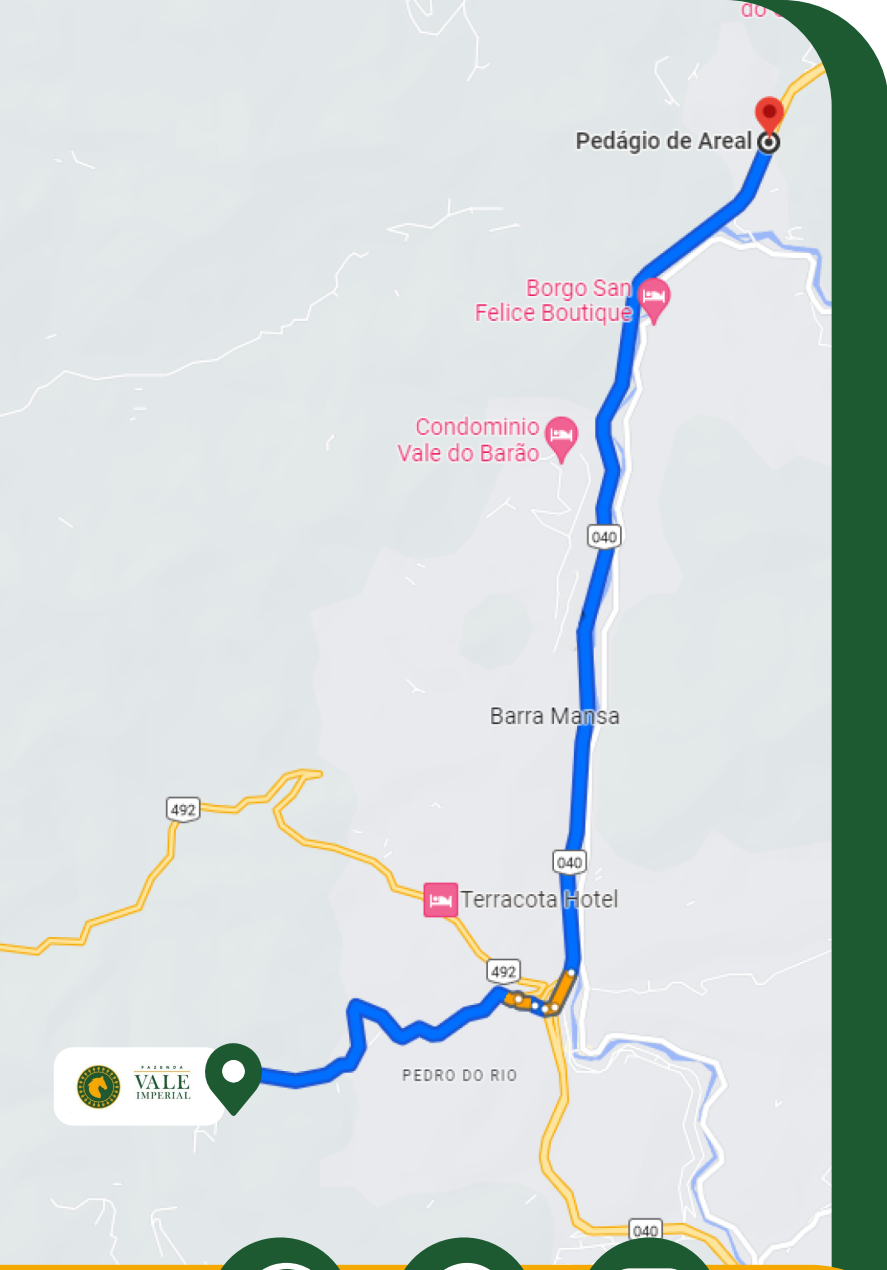 Pedágio de Areal
Borgo San
Felice Boutique
Condominio
Vale do Barão
040
Barra Mansa
492
040
Terracota Hotel
492
FAZENDA
VALE
IMPERIAL
PEDRO DO RIO
040